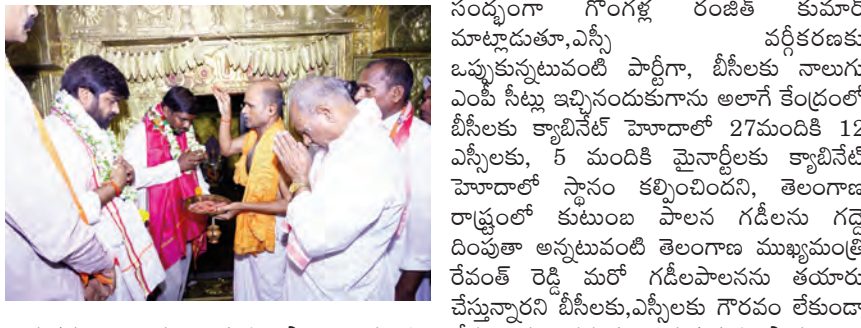 సందర్భంగా గొంగళ్ల రంజిత్ కుమార్
మాట్లాడుతూ,ఎస్సీ వర్గీకరణకు
ఒప్పుకున్నటువంటి పార్టీగా, బీసీలకు నాలుగు
ఎంపీ సీట్లు ఇచ్చినందుకుగాను అలాగే కేంద్రంలో
బీసీలకు క్యాబినేట్ హెూదాలో 27మందికి 12
ఎస్సీలకు, 5 మందికి మైనార్టీలకు క్యాబినేట్
హెూదాలో స్థానం కల్పించిందని, తెలంగాణ
రాష్ట్రంలో కుటుంబ పాలన గడీలను గద్దె
దింపుతా అన్నటువంటి తెలంగాణ ముఖ్యమంత్రి
రేవంత్ రెడ్డి మరో గడీలపాలనను తయారు
చేస్తున్నారని బీసీలకు,ఎస్సీలకు గౌరవం లేకుండా